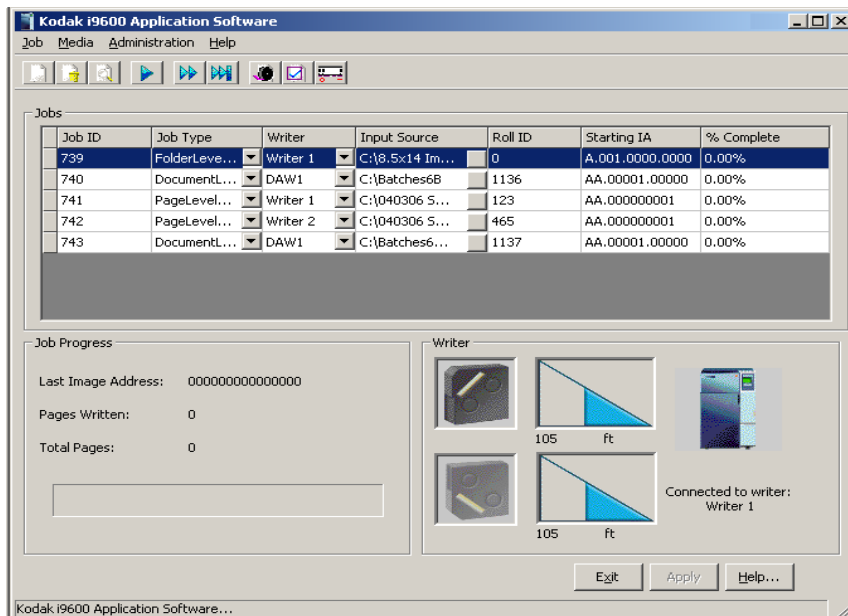 Kodak i9600 Application Software
Job Media Administration Help
Jobs
Job ID Job Type Writer Input Source Roll ID Starting IA % Complete
739 FolderLeve... Writer 1 C:\8.5x14 Im... 0 A.001.0000.0000 0.00%
740 DocumentL... DAW1 C:\Batches6B 1136 AA.00001.00000 0.00%
741 PageLevel... Writer 1 C:\040306 S... 123 AA.000000001 0.00%
742 PageLevel... Writer 2 C:\040306 S... 465 AA.000000001 0.00%
743 DocumentL... DAW1 C:\Batches6... 1137 AA.00001.00000 0.00%
Job Progress
Last Image Address: 000000000000000
Pages Written: 0
Total Pages: 0
Writer
105 ft
105 ft
Connected to writer:
Writer 1
Exit Apply Help...
Kodak i9600 Application Software...